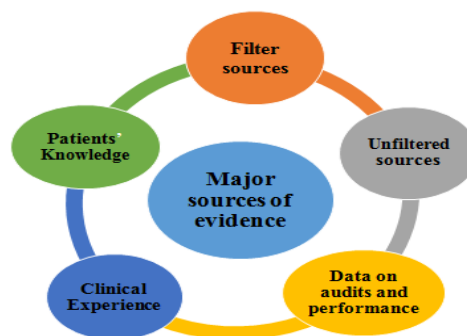 Filter
sources
Unfiltered
sources
Data on
audits and
performance
Clinical
Experience
Patients’
Knowledge
Major
sources of
evidence